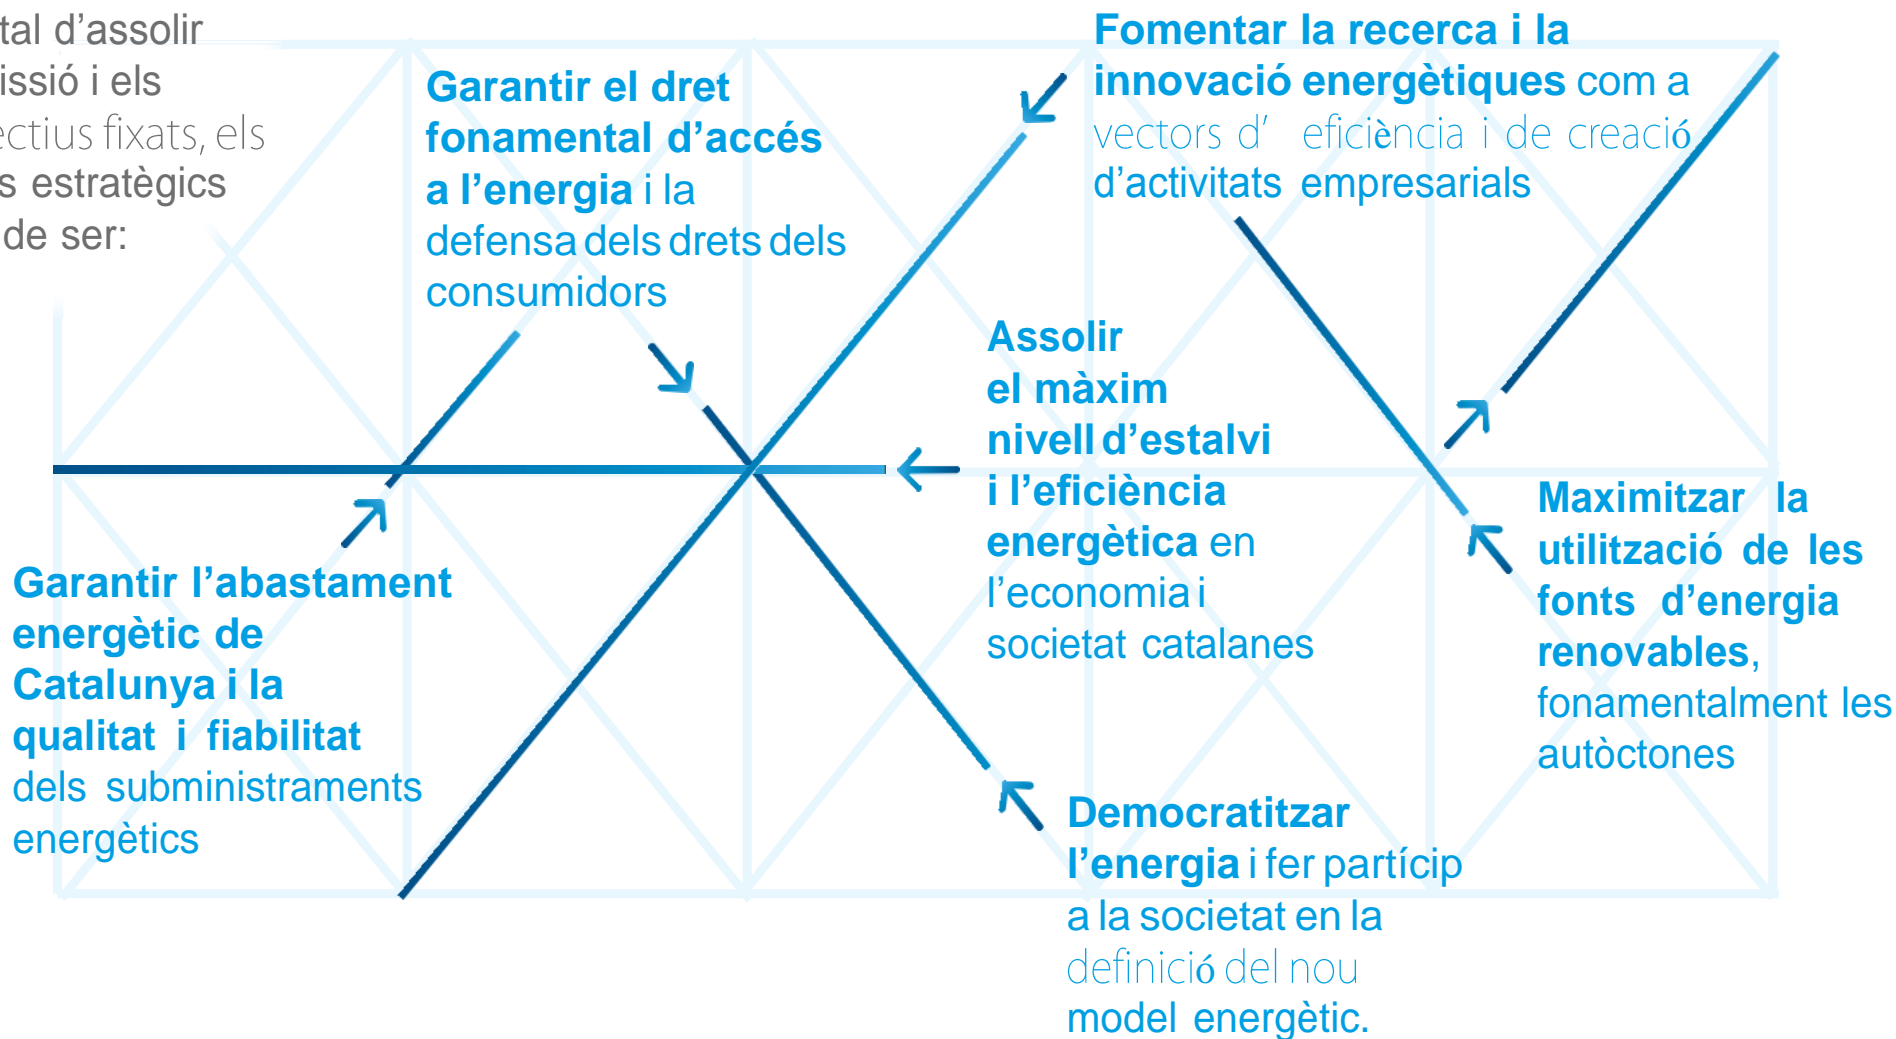 tal d’assolir
issió i els
ectius fixats, els
s estratègics
de ser:
Garantir el dret
fonamental d’accés
a l’energia i la
defensa dels drets dels
consumidors
Fomentar la recerca i la
innovació energètiques com a
vectors d’ eficiència i de creació
d’activitats empresarials
Assolir
el màxim
nivell d’estalvi
i l’eficiència
energètica en
l’economia i
societat catalanes
Maximitzar la
utilització de les
fonts d’energia
renovables,
fonamentalment les
autòctones
Garantir l’abastament
energètic de
Catalunya i la
qualitat i fiabilitat
dels subministraments
energètics
Democratitzar
l’energia i fer partícip
a la societat en la
definició del nou
model energètic.